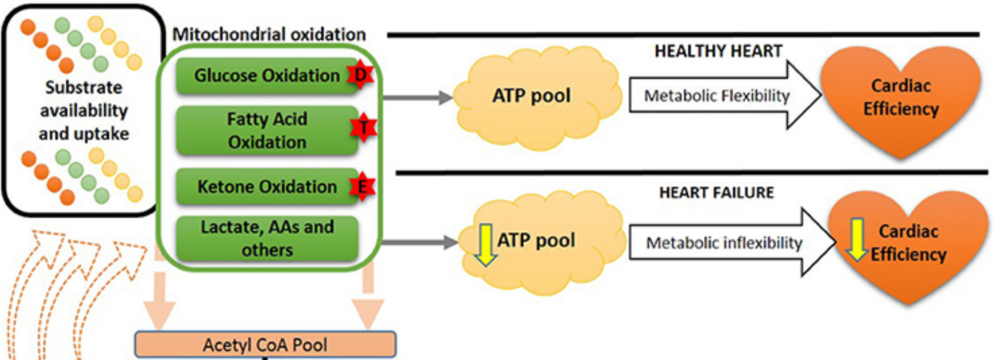 Substrate
availability
and uptake
Mitochondrial oxidation
Glucose Oxidation D
Fatty Acid
Oxidation
T
Ketone Oxidation E
Lactate, AAs and
others
Acetyl CoA Pool
ATP pool
HEALTHY HEART
Metabolic Flexibility
Cardiac
Efficiency
ATP pool
HEART FAILURE
Metabolic inflexibility
Cardiac
Efficiency